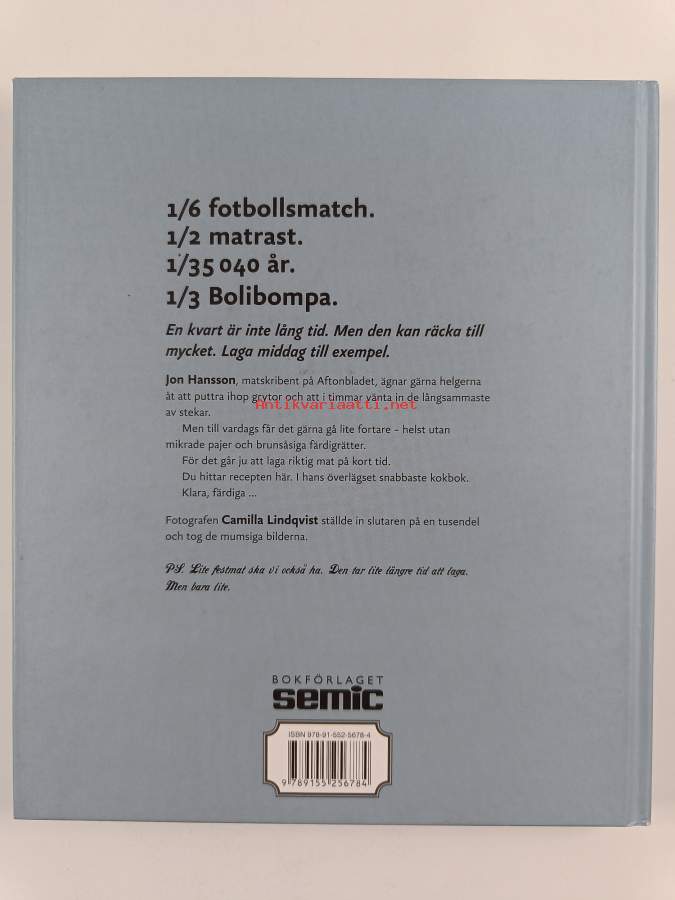 1/6 fotbollsmatch.
1/2 matrast.
1/35 040 år.
1/3 Bolibompa.
En kvart är inte lång tid. Men den kan räcka till
mycket. Laga middag till exempel.
Jon Hansson, matskribent på Aftonbladet, ägnar gärna helgerna
åt att puttra ihop grytor och att i timmar vänta in de långsammaste
av stekar.
Antikvariaatti.net
Men till vardags får det gärna gå lite fortare – helst utan
mikrade pajer och brunsåsiga färdigrätter.
För det går ju att laga riktig mat på kort tid.
Du hittar recepten här. I hans överlägset snabbaste kokbok.
Klara, färdiga ...
Fotografen Camilla Lindqvist ställde in slutaren på en tusendel
och tog de mumsiga bilderna.
PS. Lite festmat ska vi också ha. Den tar lite längre tid att laga.
Men bara lite.
BOKFÖRLAGET
semic
ISBN 978-91-552-5678-4
9 789155 256784